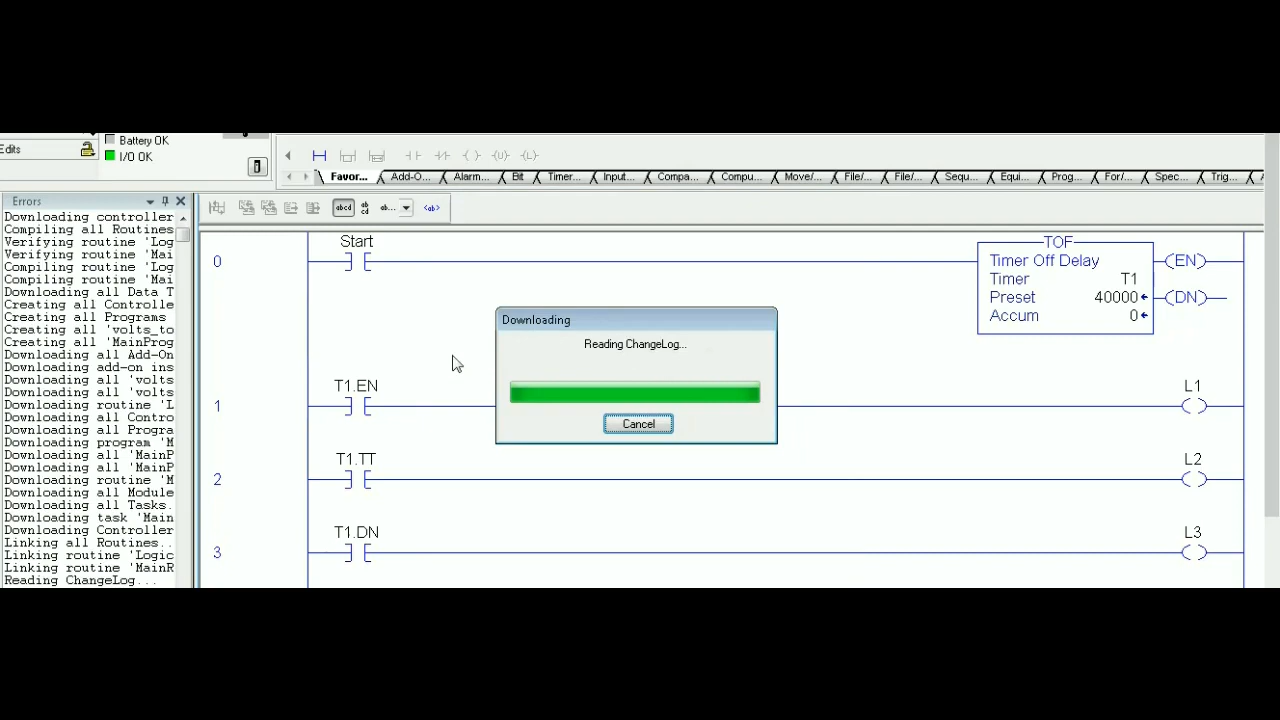 Battery OK
Edits
I/O OK
Favor... Add-O... Alarm... Bit Timer... Input... Compa... Compu... Move/... File/... File/... Sequ... Equi... Prog... For/... Spec... Trig...
Errors
abcd ab cd ab... <ab>
Downloading controller
Compiling all Routines
Verifying routine 'Log
Verifying routine 'Mai
Compiling routine 'Log
Compiling routine 'Mai
Downloading all Data T
Creating all Controlle
Creating all Programs
Creating all 'volts_to
Creating all 'MainProg
Downloading all Add-On
Downloading add-on ins
Downloading all 'volts
Downloading all 'volts
Downloading routine 'L
Downloading all Contro
Downloading all Progra
Downloading program 'M
Downloading all 'MainP
Downloading all 'MainP
Downloading routine 'M
Downloading all Module
Downloading all Tasks.
Downloading task 'Main
Downloading Controller
Linking all Routines..
Linking routine 'Logic
Linking routine 'MainR
Reading ChangeLog...
Start
0
TOF
Timer Off Delay
Timer T1
Preset 40000
Accum 0
EN
DN
Downloading
Reading ChangeLog...
Cancel
T1.EN L1
1
T1.TT L2
2
T1.DN L3
3